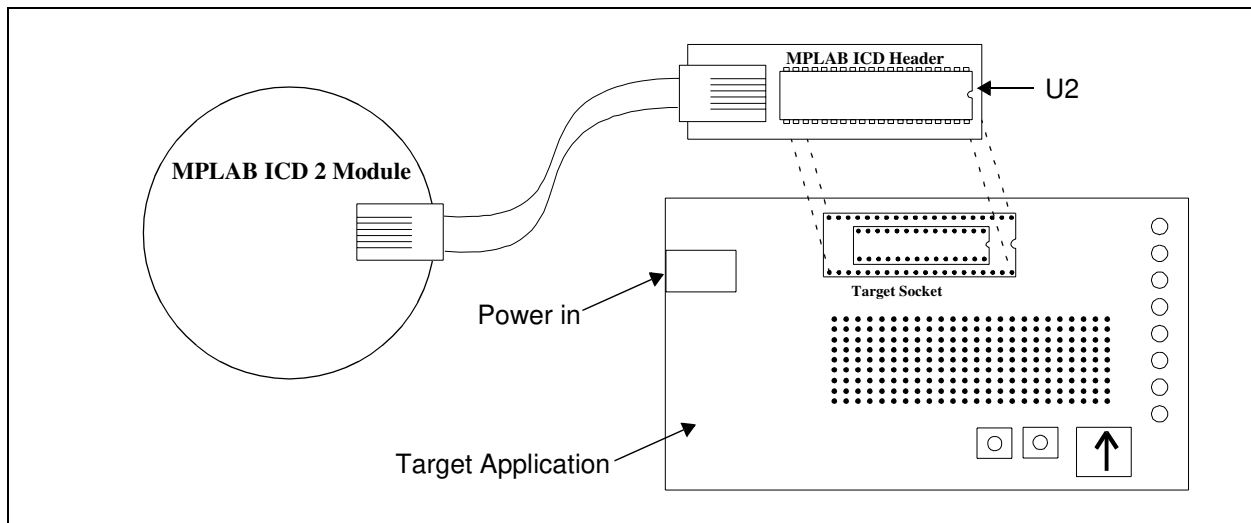 MPLAB ICD Header
U2
MPLAB ICD 2 Module
Target Socket
Power in
Target Application